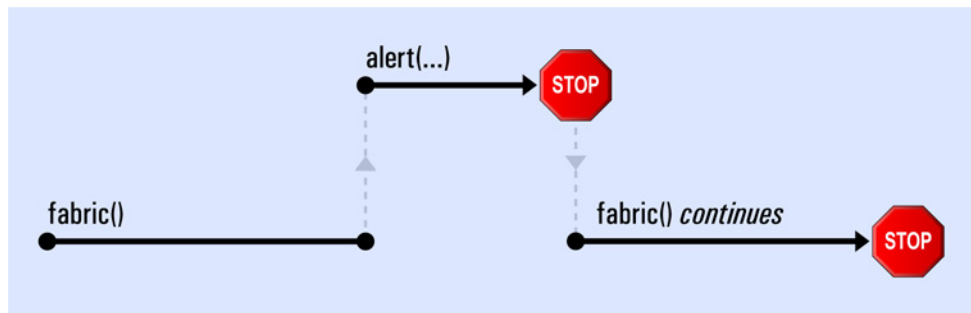 alert(...)
STOP
fabric()
fabric() continues
STOP